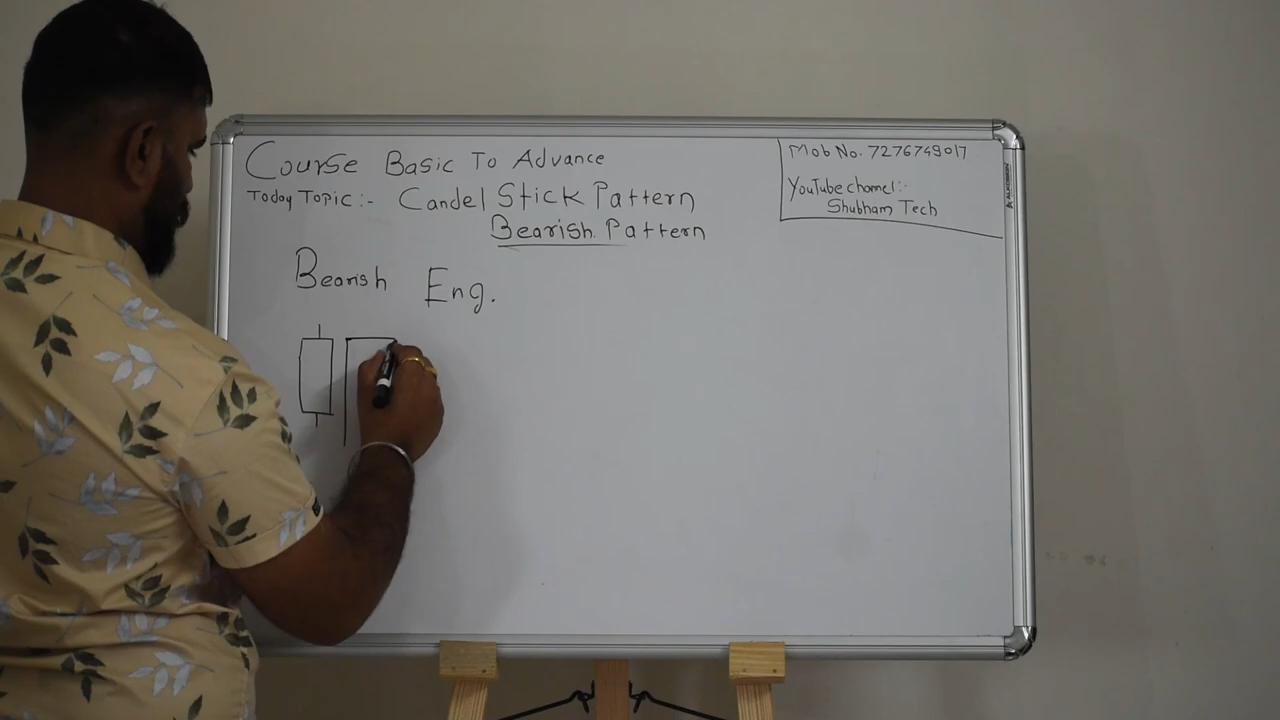 Course Basic To Advance
Today Topic :- Candel Stick Pattern
Bearish Pattern
Mob No. 7276749017
YouTube channel :-
Shubham Tech
Bearish Eng.